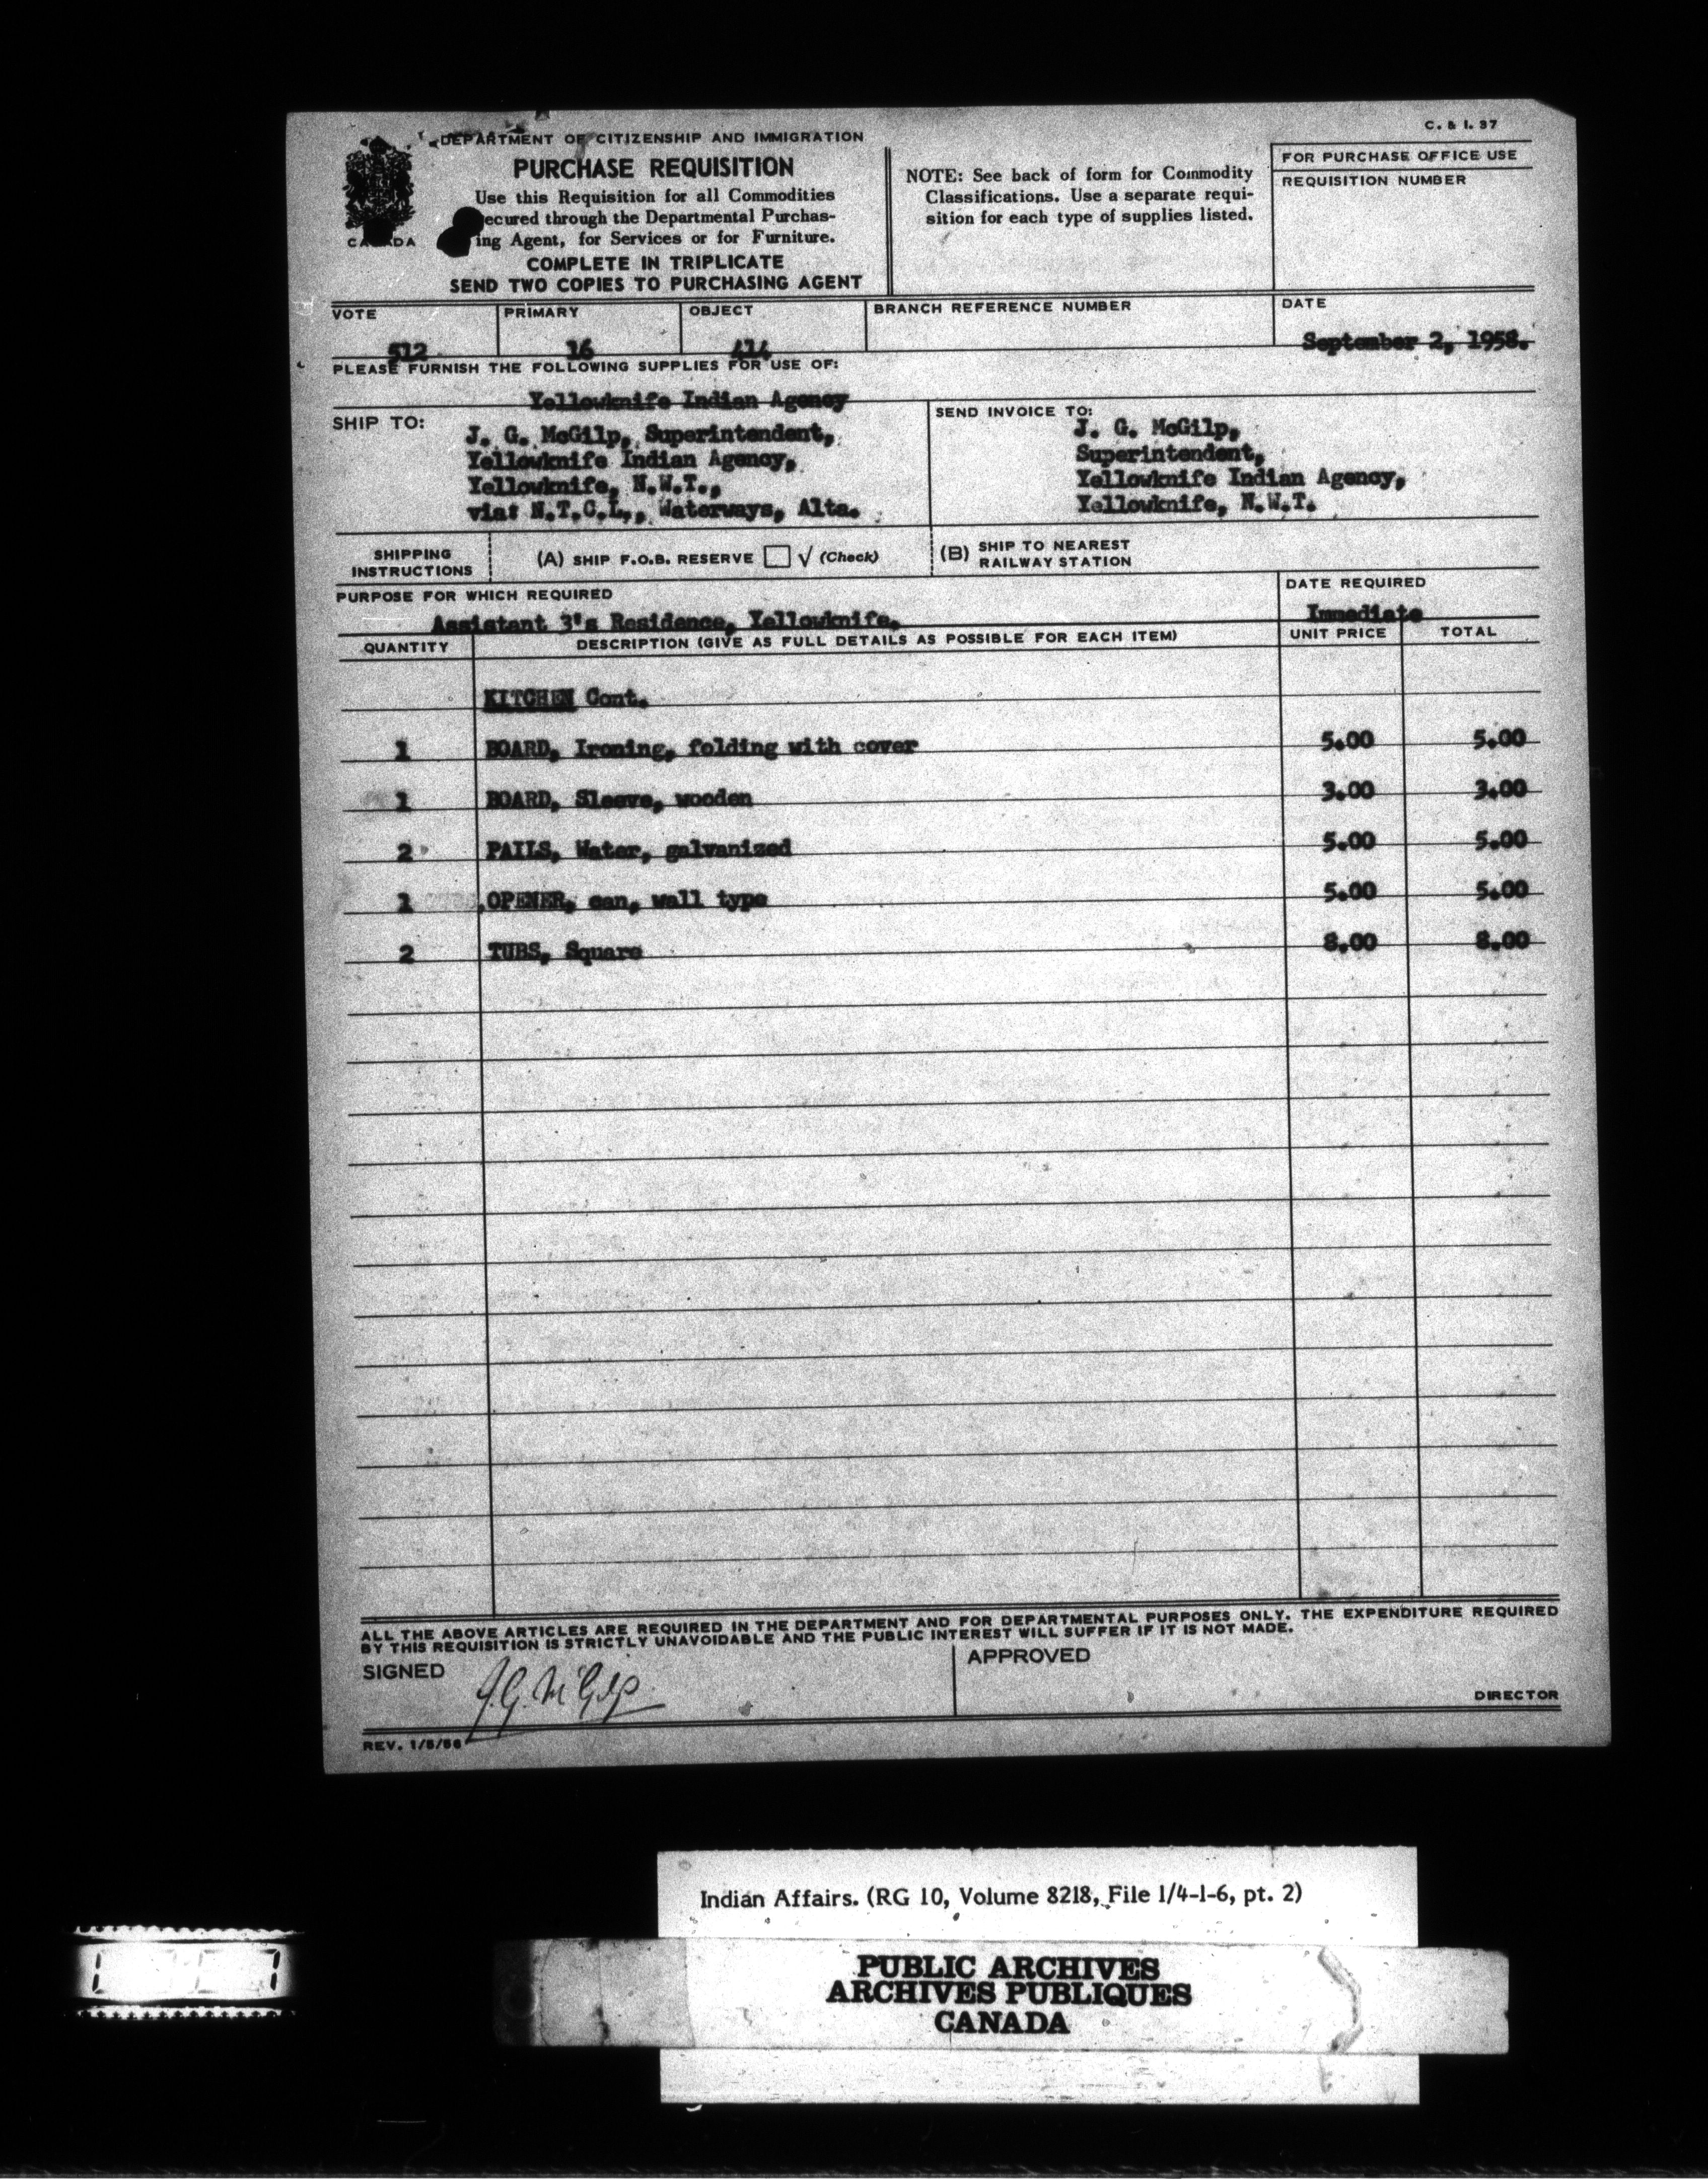 C. & I. 37
DEPARTMENT OF CITIZENSHIP AND IMMIGRATION
PURCHASE REQUISITION
Use this Requisition for all Commodities
ecured through the Departmental Purchas-
ing Agent, for Services or for Furniture.
COMPLETE IN TRIPLICATE
SEND TWO COPIES TO PURCHASING AGENT
CANADA
NOTE: See back of form for Commodity
Classifications. Use a separate requi-
sition for each type of supplies listed.
FOR PURCHASE OFFICE USE
REQUISITION NUMBER
VOTE PRIMARY OBJECT BRANCH REFERENCE NUMBER DATE
512 16 414 September 2, 1958.
PLEASE FURNISH THE FOLLOWING SUPPLIES FOR USE OF:
Yellowknife Indian Agency
SHIP TO:
J. G. McGilp, Superintendent,
Yellowknife Indian Agency,
Yellowknife, N.W.T.,
via: N.T.C.L,, Waterways, Alta.
SEND INVOICE TO:
J. G. McGilp,
Superintendent,
Yellowknife Indian Agency,
Yellowknife, N.W.T.
SHIPPING
INSTRUCTIONS
(A) SHIP F.O.B. RESERVE ☐ √ (Check)
(B) SHIP TO NEAREST
RAILWAY STATION
PURPOSE FOR WHICH REQUIRED
Assistant 3's Residence, Yellowknife.
DATE REQUIRED
Immediate
QUANTITY DESCRIPTION (GIVE AS FULL DETAILS AS POSSIBLE FOR EACH ITEM) UNIT PRICE TOTAL
KITCHEN Cont.
1 BOARD, Ironing, folding with cover 5.00 5.00
1 BOARD, Sleeve, wooden 3.00 3.00
2 PAILS, Water, galvanized 5.00 5.00
1 OPENER, can, wall type 5.00 5.00
2 TUBS, Square 8.00 8.00
ALL THE ABOVE ARTICLES ARE REQUIRED IN THE DEPARTMENT AND FOR DEPARTMENTAL PURPOSES ONLY. THE EXPENDITURE REQUIRED
BY THIS REQUISITION IS STRICTLY UNAVOIDABLE AND THE PUBLIC INTEREST WILL SUFFER IF IT IS NOT MADE.
SIGNED J.G. McGilp
APPROVED
DIRECTOR
REV. 1/5/56
Indian Affairs. (RG 10, Volume 8218, File 1/4-1-6, pt. 2)
PUBLIC ARCHIVES
ARCHIVES PUBLIQUES
CANADA